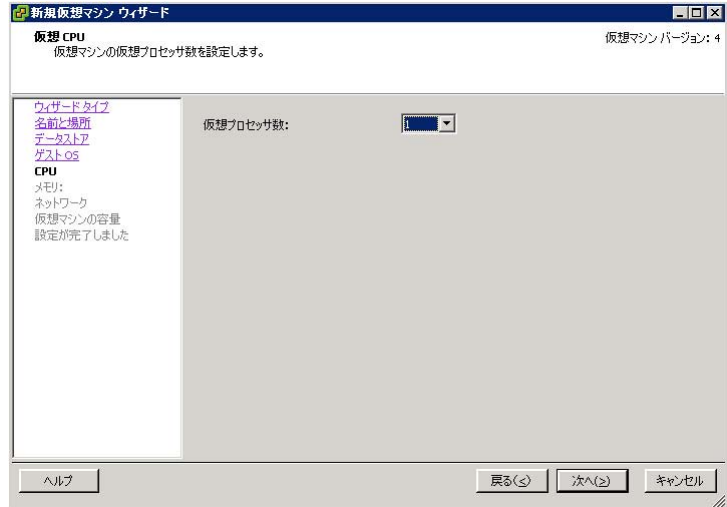 新規仮想マシン ウィザード
仮想 CPU
仮想マシンの仮想プロセッサ数を設定します。
仮想マシン バージョン: 4
ウィザード タイプ
名前と場所
データストア
ゲスト OS
CPU
メモリ:
ネットワーク
仮想マシンの容量
設定が完了しました
仮想プロセッサ数:
1
ヘルプ
戻る(≤)
次へ(≥)
キャンセル